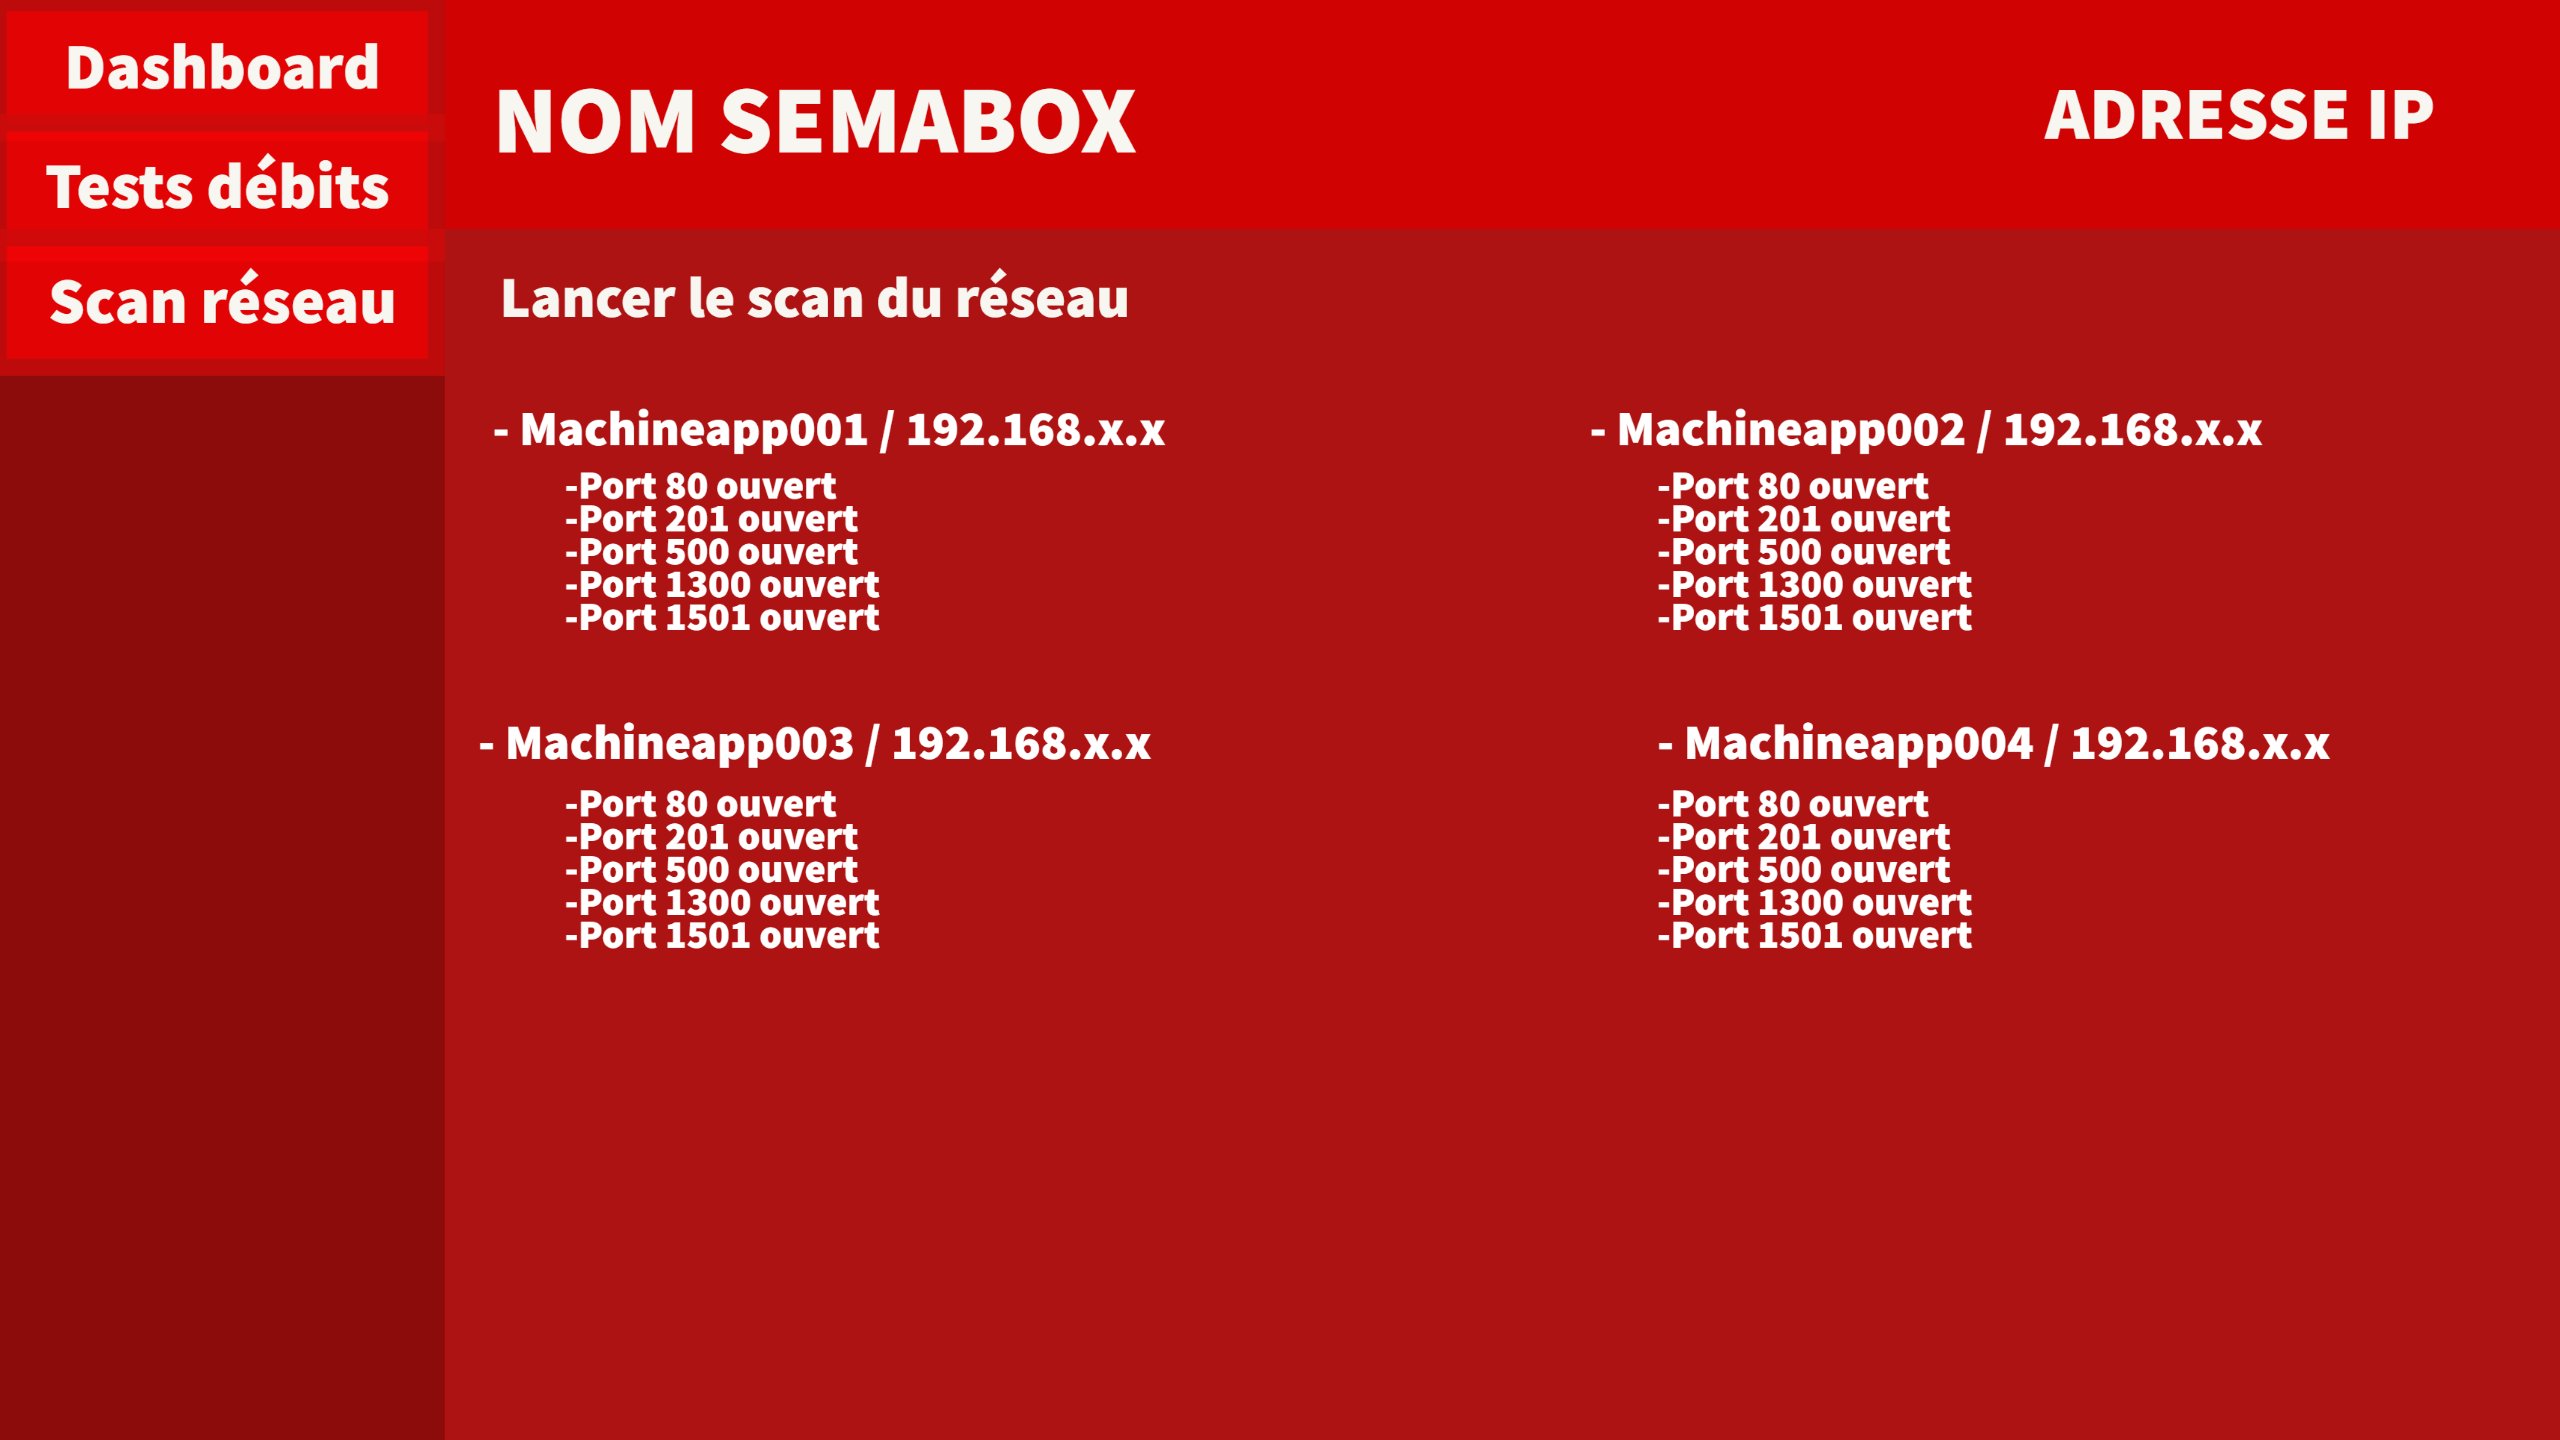 Dashboard
Tests débits
Scan réseau
NOM SEMABOX
ADRESSE IP
Lancer le scan du réseau
- Machineapp001 / 192.168.x.x
-Port 80 ouvert
-Port 201 ouvert
-Port 500 ouvert
-Port 1300 ouvert
-Port 1501 ouvert
- Machineapp002 / 192.168.x.x
-Port 80 ouvert
-Port 201 ouvert
-Port 500 ouvert
-Port 1300 ouvert
-Port 1501 ouvert
- Machineapp003 / 192.168.x.x
-Port 80 ouvert
-Port 201 ouvert
-Port 500 ouvert
-Port 1300 ouvert
-Port 1501 ouvert
- Machineapp004 / 192.168.x.x
-Port 80 ouvert
-Port 201 ouvert
-Port 500 ouvert
-Port 1300 ouvert
-Port 1501 ouvert